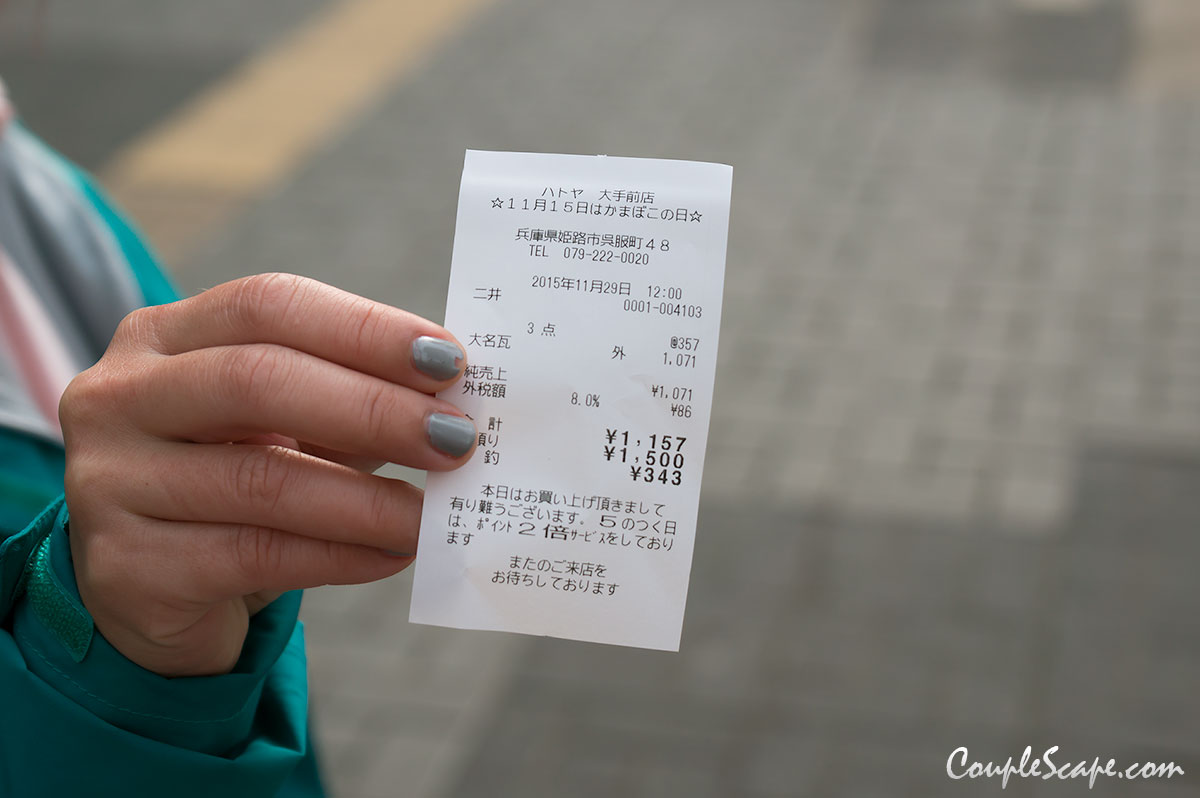 ハトヤ 大手前店
☆11月15日はかまぼこの日☆
兵庫県姫路市呉服町48
TEL 079-222-0020
2015年11月29日 12:00
二井 0001-004103
3点 @357
大名瓦 外 1,071
純売上 ¥1,071
外税額 8.0% ¥86
計 ¥1,157
預り ¥1,500
釣 ¥343
本日はお買い上げ頂きまして
有り難うございます。5のつく日
は、ポイント2倍サービスをしており
ます
またのご来店を
お待ちしております
CoupleScape.com